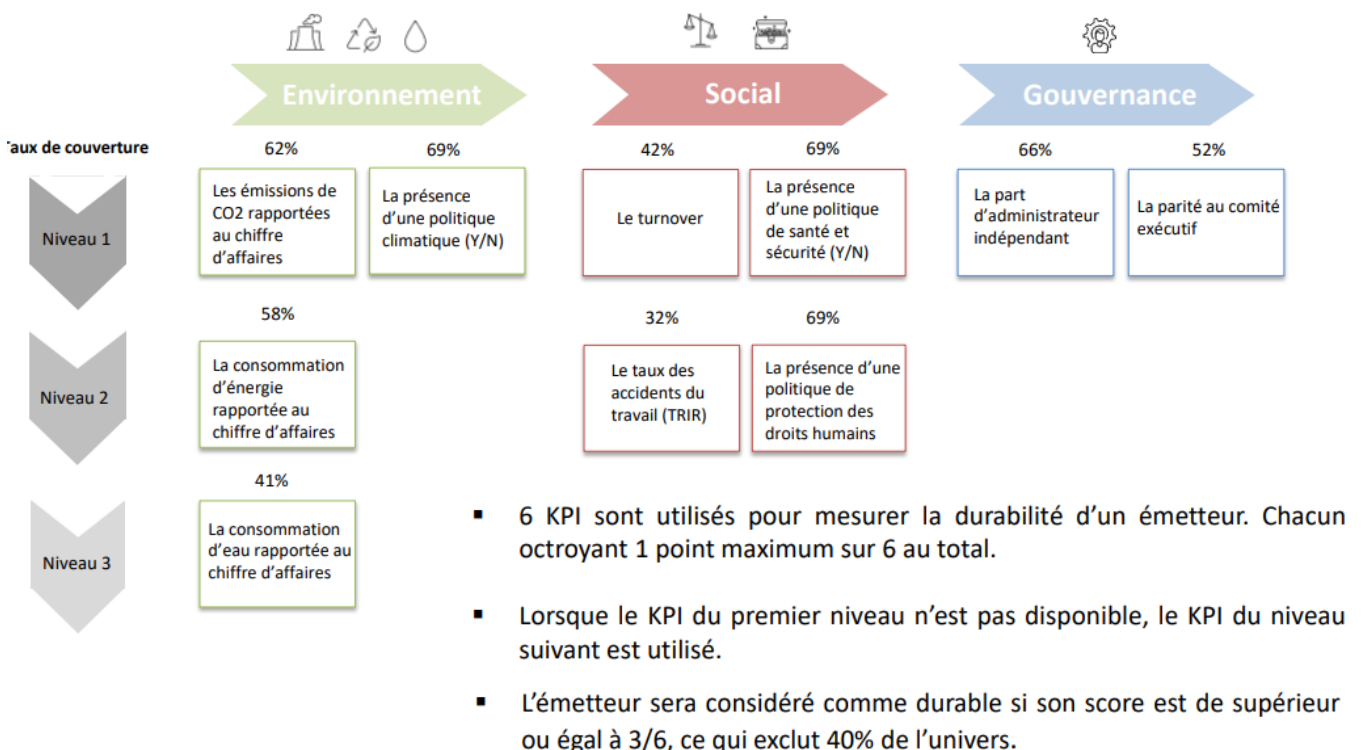 Environnement
Social
Gouvernance
Taux de couverture
62%
69%
42%
69%
66%
52%
Niveau 1
Les émissions de
CO2 rapportées
au chiffre
d'affaires
La présence
d'une politique
climatique (Y/N)
Le turnover
La présence
d'une politique
de santé et
sécurité (Y/N)
La part
d'administrateur
indépendant
La parité au comité
exécutif
58%
32%
69%
Niveau 2
La consommation
d'énergie
rapportée au
chiffre d'affaires
Le taux des
accidents du
travail (TRIR)
La présence d'une
politique de
protection des
droits humains
41%
Niveau 3
La consommation
d'eau rapportée au
chiffre d'affaires
▪ 6 KPI sont utilisés pour mesurer la durabilité d'un émetteur. Chacun
octroyant 1 point maximum sur 6 au total.
▪ Lorsque le KPI du premier niveau n'est pas disponible, le KPI du niveau
suivant est utilisé.
▪ L'émetteur sera considéré comme durable si son score est de supérieur
ou égal à 3/6, ce qui exclut 40% de l'univers.